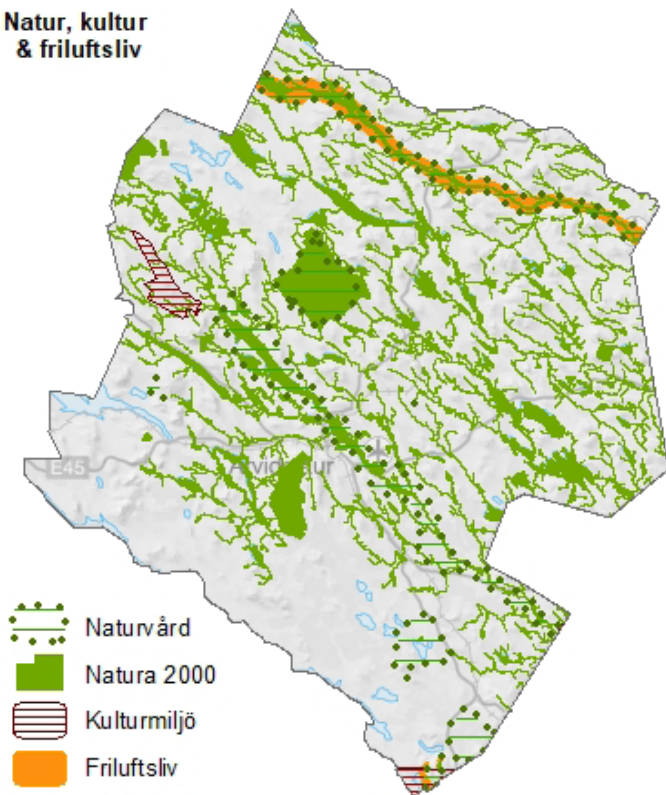 Natur, kultur
& friluftsliv
E45
Naturvård
Natura 2000
Kulturmiljö
Friluftsliv